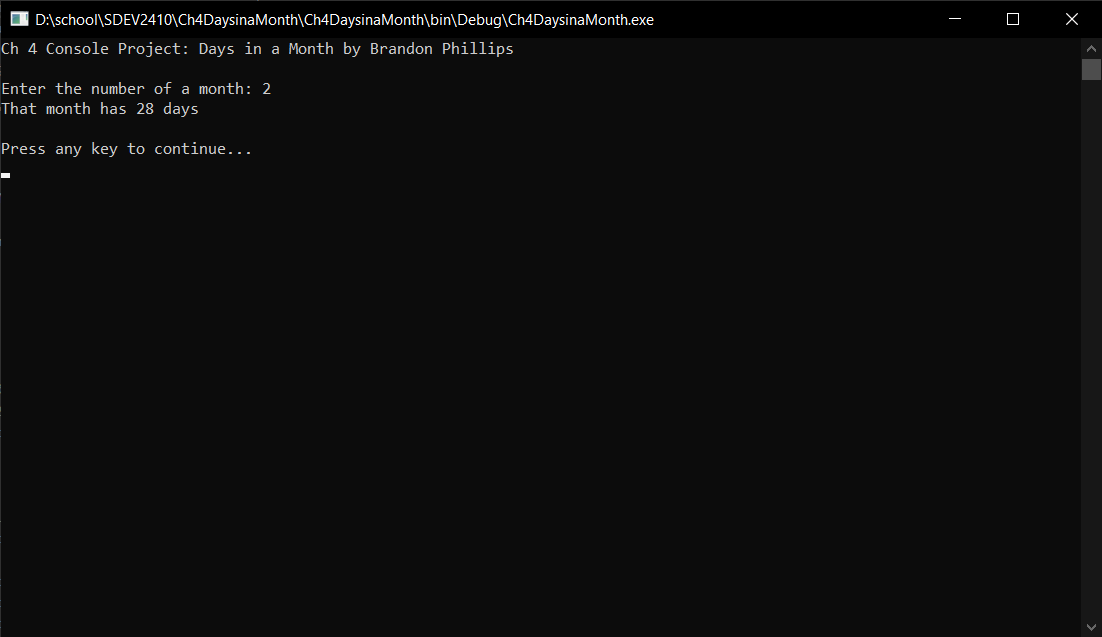 D:\school\SDEV2410\Ch4DaysinaMonth\Ch4DaysinaMonth\bin\Debug\Ch4DaysinaMonth.exe
Ch 4 Console Project: Days in a Month by Brandon Phillips
Enter the number of a month: 2
That month has 28 days
Press any key to continue...